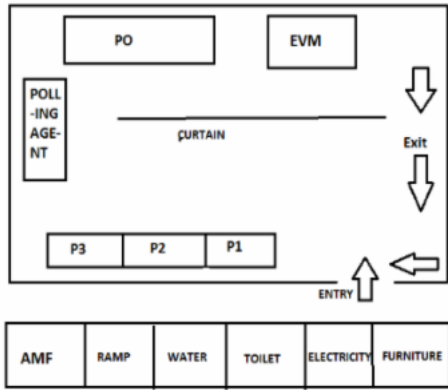 PO
EVM
POLL
-ING
AGE-
NT
CURTAIN
Exit
P3 P2 P1
ENTRY
AMF RAMP WATER TOILET ELECTRICITY FURNITURE